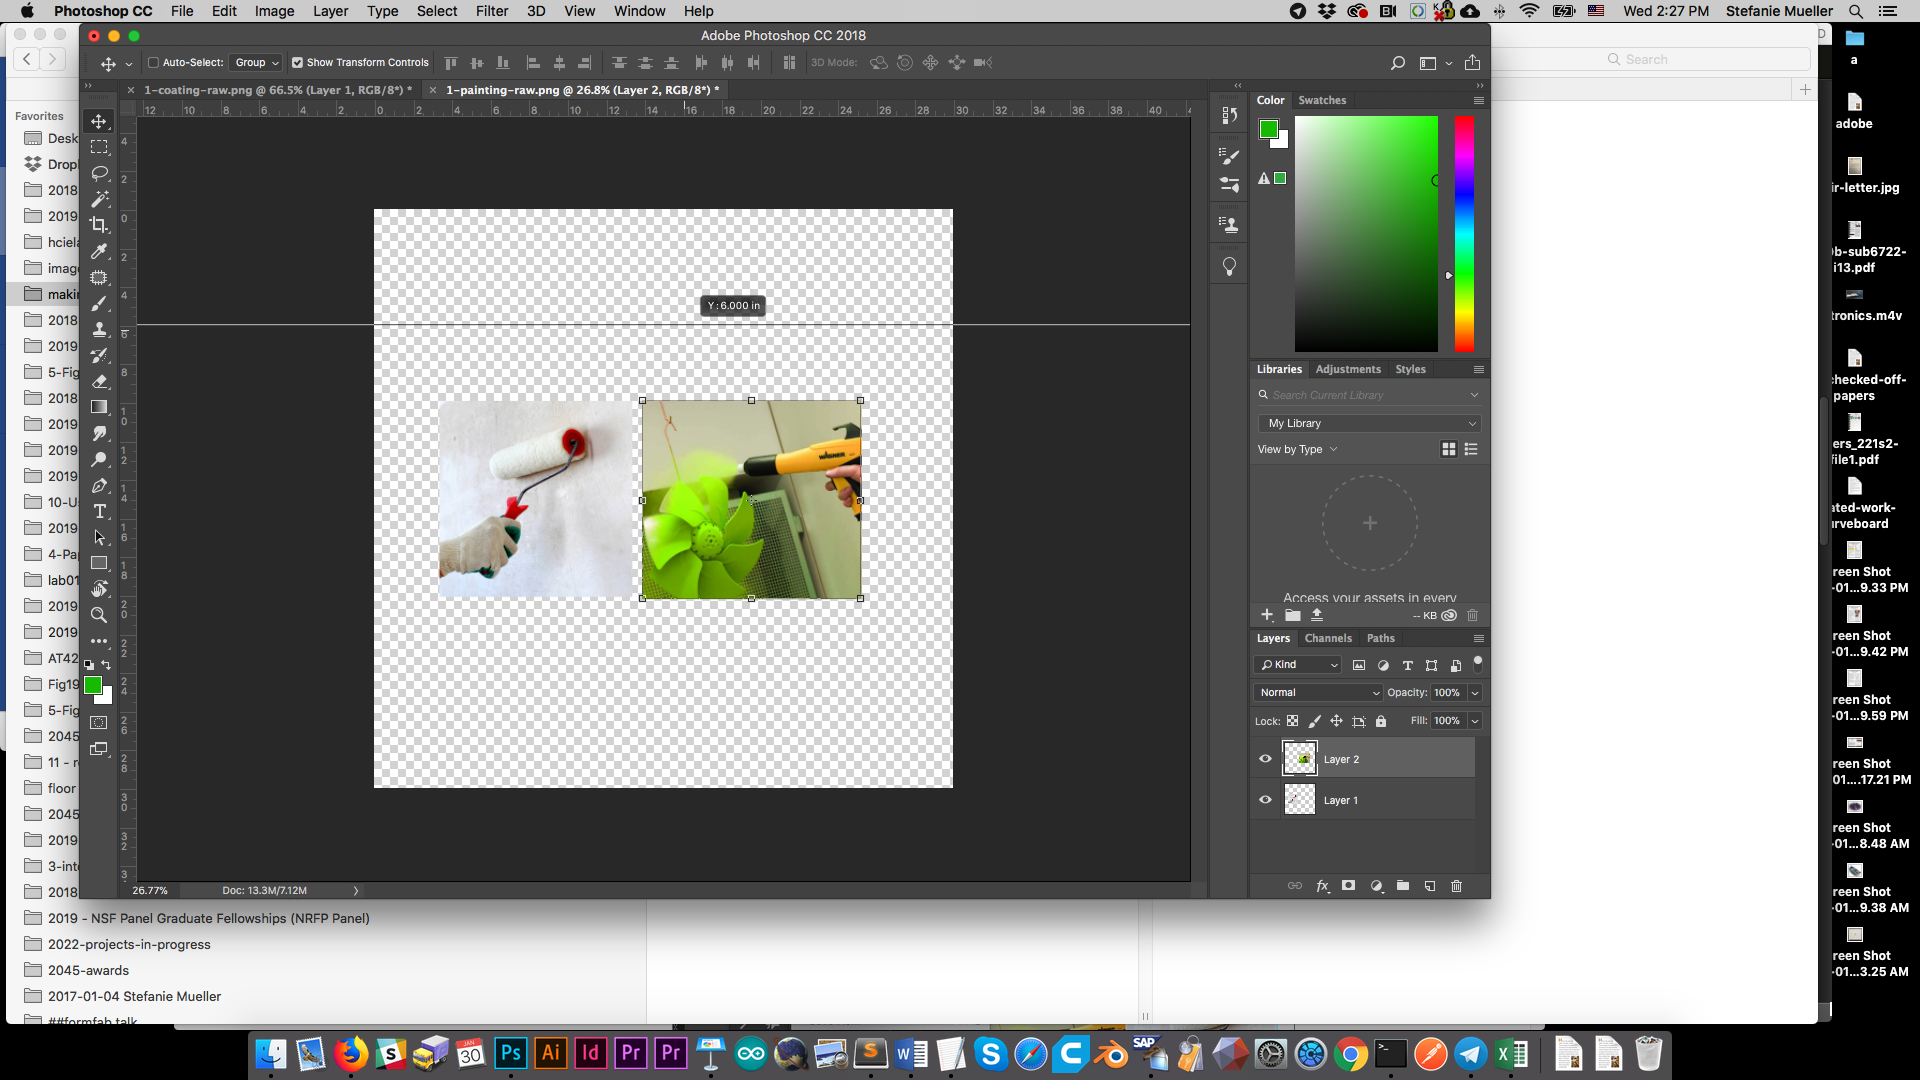 Photoshop CC File Edit Image Layer Type Select Filter 3D View Window Help
Wed 2:27 PM Stefanie Mueller
Adobe Photoshop CC 2018
Auto-Select: Group Show Transform Controls 3D Mode:
Search
1-coating-raw.png @ 66.5% (Layer 1, RGB/8*) *
1-painting-raw.png @ 26.8% (Layer 2, RGB/8*) *
12 10 8 6 4 2 0 2 4 6 8 10 12 14 16 18 20 22 24 26 28 30 32 34 36 38 40
Favorites
Desk
Drop
2018
2019
hciela
imag
makin
2018
2019
5-Fig
2018
2019
2019
2019
10-U
2019
4-Pap
lab01
2019
2019
AT42
Fig19
5-Fig
2045
11 - r
floor
2045
2019
3-int
2018
2019 - NSF Panel Graduate Fellowships (NRFP Panel)
2022-projects-in-progress
2045-awards
2017-01-04 Stefanie Mueller
##formfab talk
Y : 6.000 in
WAGNER
26.77% Doc: 13.3M/7.12M
Color Swatches
Libraries Adjustments Styles
Search Current Library
My Library
View by Type
Access your assets in every
-- KB
Layers Channels Paths
Kind
Normal Opacity: 100%
Lock: Fill: 100%
Layer 2
Layer 1
a
adobe
ir-letter.jpg
b-sub6722-
i13.pdf
tronics.m4v
checked-off-
papers
ers_221s2-
file1.pdf
ated-work-
urveboard
reen Shot
-01...9.33 PM
reen Shot
-01...9.42 PM
reen Shot
-01...9.59 PM
reen Shot
01....17.21 PM
reen Shot
-01...8.48 AM
reen Shot
-01...9.38 AM
reen Shot
-01...3.25 AM
JAN
30
Ps Ai Id Pr Pr
SAP